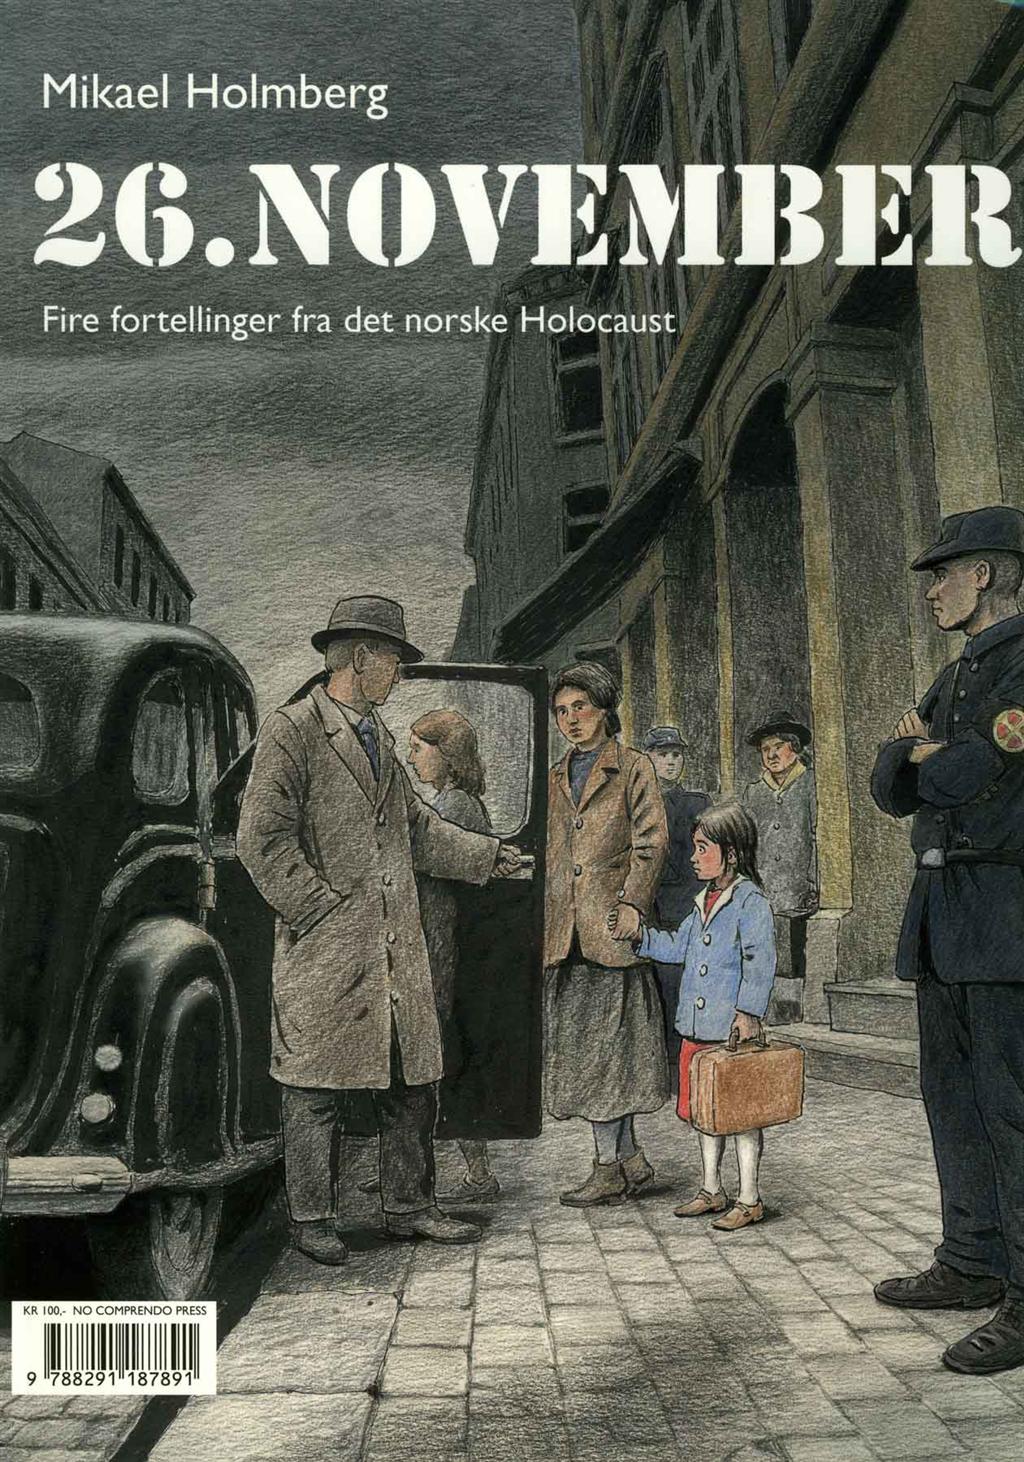 Mikael Holmberg
26.NOVEMBER
Fire fortellinger fra det norske Holocaust
KR 100,- NO COMPRENDO PRESS
9 788291 187891